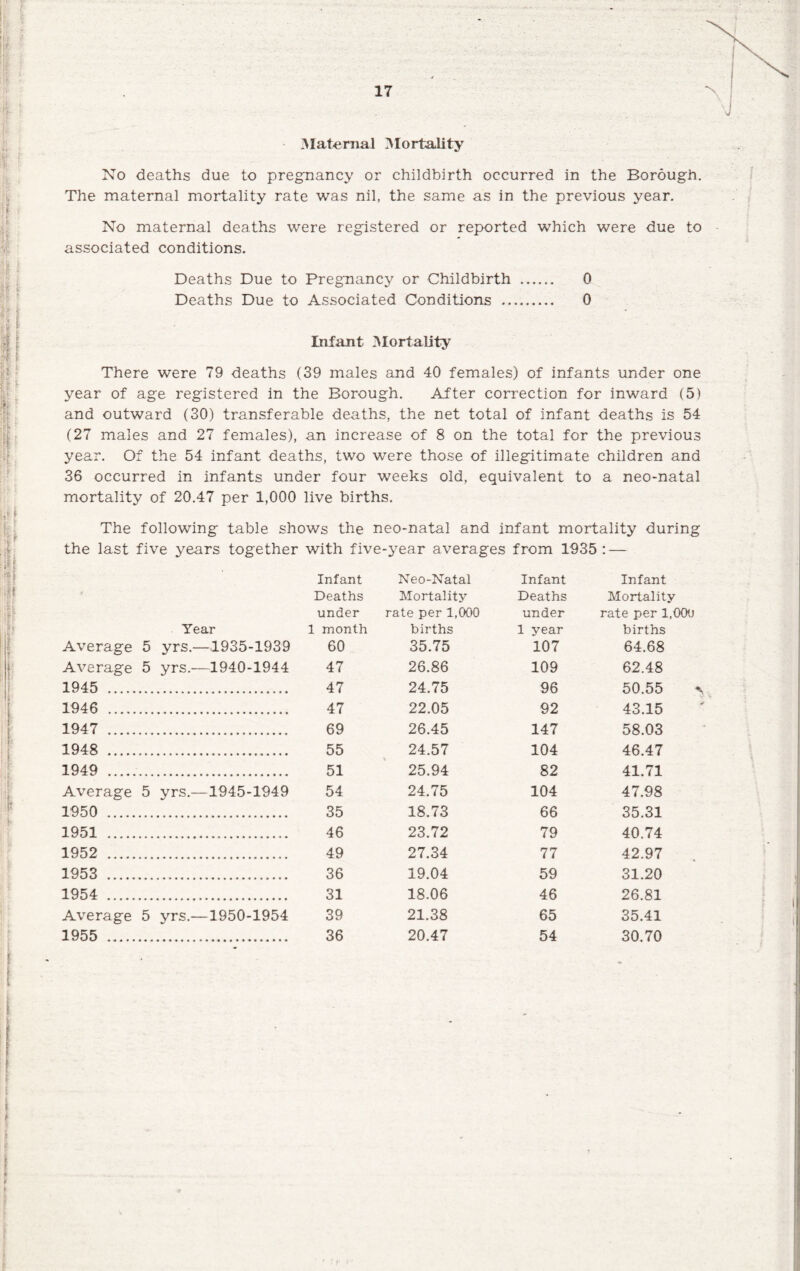 17
Maternal Mortality
No deaths due to pregnancy or childbirth occurred in the Borough.
The maternal mortality rate was nil, the same as in the previous year.
No maternal deaths were registered or reported which were due to
associated conditions.
Deaths Due to Pregnancy or Childbirth ...... 0
Deaths Due to Associated Conditions ......... 0
Infant Mortality
There were 79 deaths (39 males and 40 females) of infants under one
year of age registered in the Borough. After correction for inward (5)
and outward (30) transferable deaths, the net total of infant deaths is 54
(27 males and 27 females), an increase of 8 on the total for the previous
year. Of the 54 infant deaths, two were those of illegitimate children and
36 occurred in infants under four weeks old, equivalent to a neo-natal
mortality of 20.47 per 1,000 live births.
The following table shows the neo-natal and infant mortality during
the last five years together with five-year averages from 1935 : —
Infant Neo-Natal Infant Infant
Deaths Mortality Deaths Mortality
under rate per 1,000 under rate per 1,000
Year 1 month births 1 year births
Average 5 yrs.—1935-1939 60 35.75 107 64.68
Average 5 yrs.—1940-1944 47 26.86 109 62.48
1945 ................................ 47 24.75 96 50.55
1946 ................................ 47 22.05 92 43.15
1947 ................................ 69 26.45 147 58.03
1948 ................................ 55 24.57 104 46.47
1949 ................................ 51 25.94 82 41.71
Average 5 yrs.—1945-1949 54 24.75 104 47.98
1950 ................................ 35 18.73 66 35.31
1951 ................................ 46 23.72 79 40.74
1952 ................................ 49 27.34 77 42.97
1953 ................................ 36 19.04 59 31.20
1954 ................................ 31 18.06 46 26.81
Average 5 yrs.—1950-1954 39 21.38 65 35.41
1955 ................................ 36 20.47 54 30.70